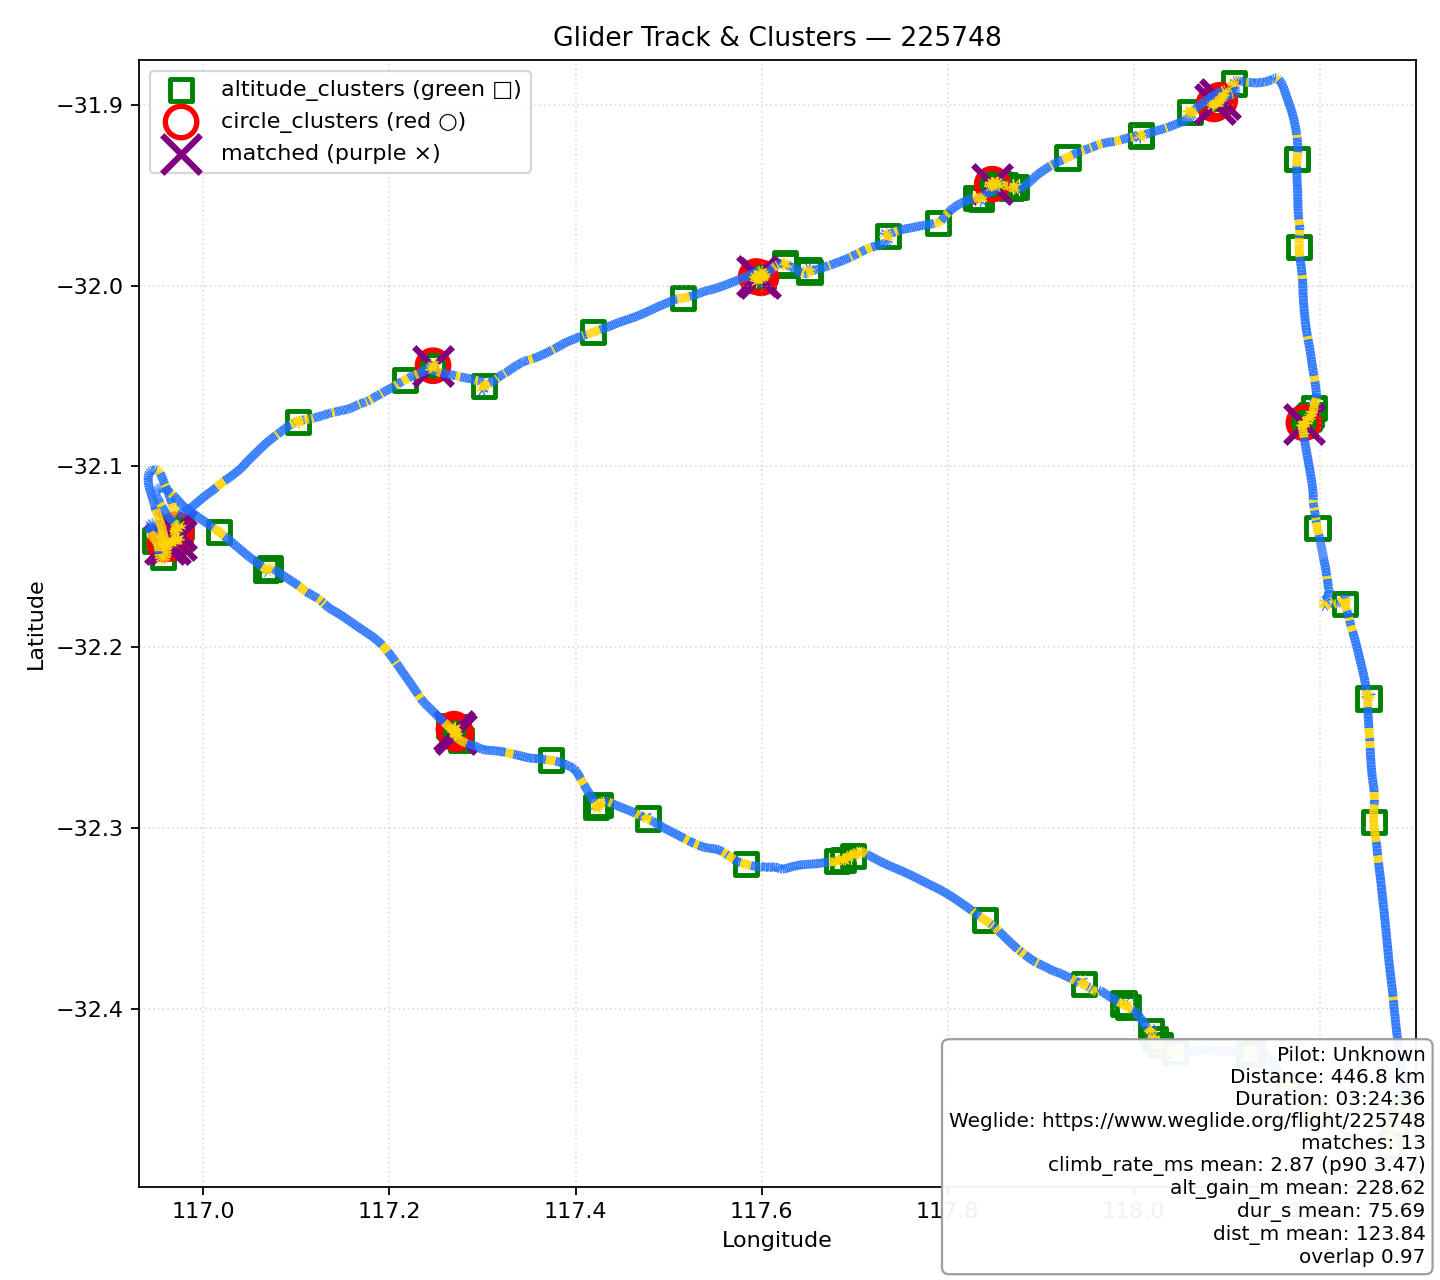 Glider Track & Clusters — 225748
altitude_clusters (green □)
circle_clusters (red ○)
matched (purple ×)
Latitude
−31.9
−32.0
−32.1
−32.2
−32.3
−32.4
117.0
117.2
117.4
117.6
117.8
118.0
Longitude
Pilot: Unknown
Distance: 446.8 km
Duration: 03:24:36
Weglide: https://www.weglide.org/flight/225748
matches: 13
climb_rate_ms mean: 2.87 (p90 3.47)
alt_gain_m mean: 228.62
dur_s mean: 75.69
dist_m mean: 123.84
overlap 0.97